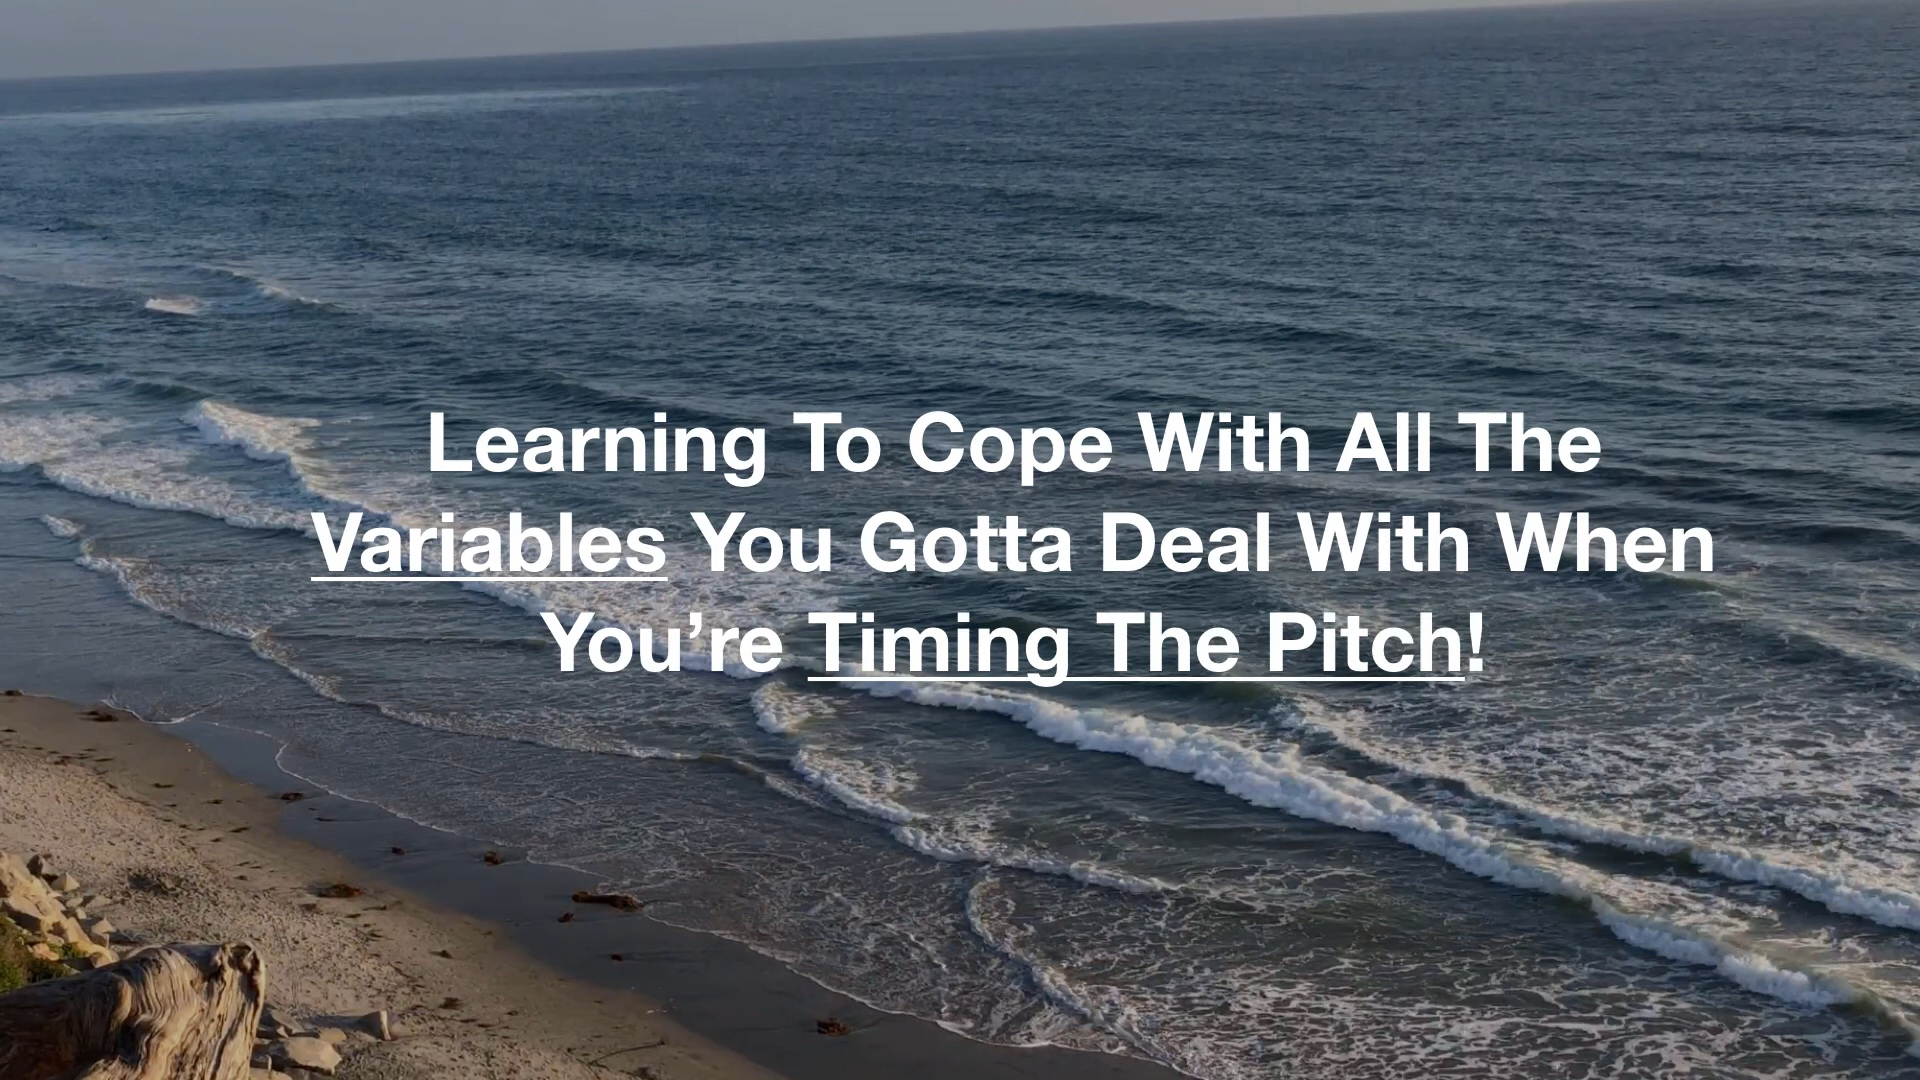 Learning To Cope With All The
Variables You Gotta Deal With When
You’re Timing The Pitch!